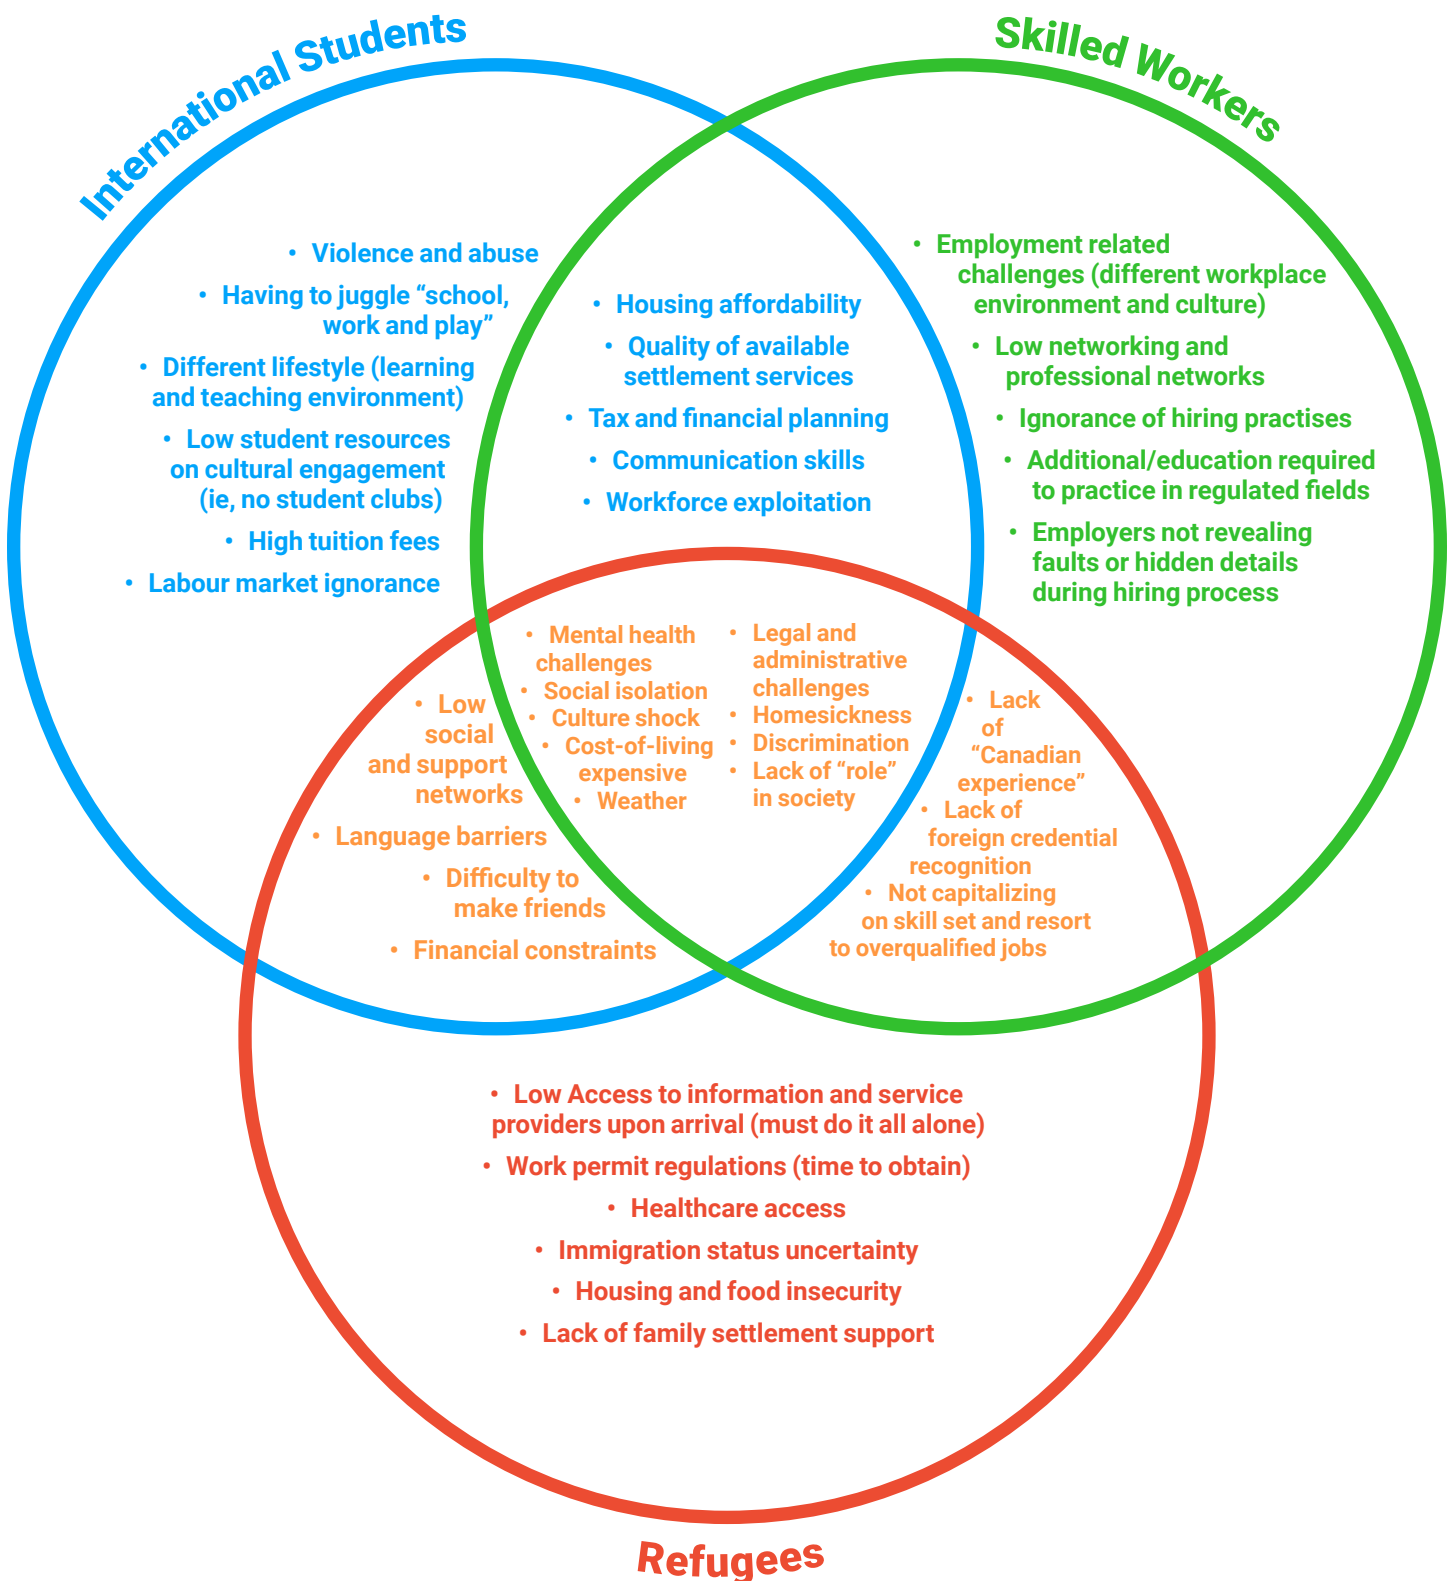 International Students
Skilled Workers
• Violence and abuse
• Having to juggle “school,
work and play”
• Different lifestyle (learning
and teaching environment)
• Low student resources
on cultural engagement
(ie, no student clubs)
• High tuition fees
• Labour market ignorance
• Housing affordability
• Quality of available
settlement services
• Tax and financial planning
• Communication skills
• Workforce exploitation
• Employment related
challenges (different workplace
environment and culture)
• Low networking and
professional networks
• Ignorance of hiring practises
• Additional/education required
to practice in regulated fields
• Employers not revealing
faults or hidden details
during hiring process
• Low
social
and support
networks
• Language barriers
• Difficulty to
make friends
• Financial constraints
• Mental health
challenges
• Social isolation
• Culture shock
• Cost-of-living
expensive
• Weather
• Legal and
administrative
challenges
• Homesickness
• Discrimination
• Lack of “role”
in society
• Lack
of
“Canadian
experience”
• Lack of
foreign credential
recognition
• Not capitalizing
on skill set and resort
to overqualified jobs
• Low Access to information and service
providers upon arrival (must do it all alone)
• Work permit regulations (time to obtain)
• Healthcare access
• Immigration status uncertainty
• Housing and food insecurity
• Lack of family settlement support
Refugees